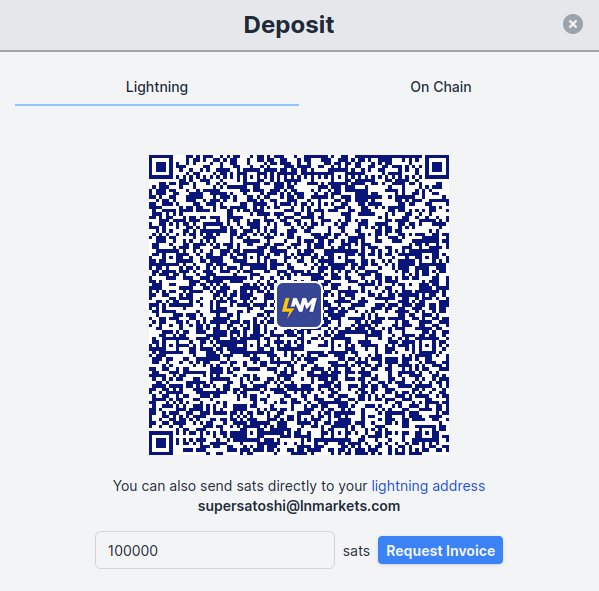 Deposit
Lightning
On Chain
LNM
You can also send sats directly to your lightning address
supersatoshi@lnmarkets.com
100000 sats Request Invoice